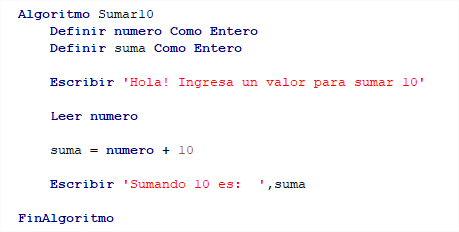 Algoritmo Sumar10
Definir numero Como Entero
Definir suma Como Entero
Escribir 'Hola! Ingresa un valor para sumar 10'
Leer numero
suma = numero + 10
Escribir 'Sumando 10 es:  ',suma
FinAlgoritmo